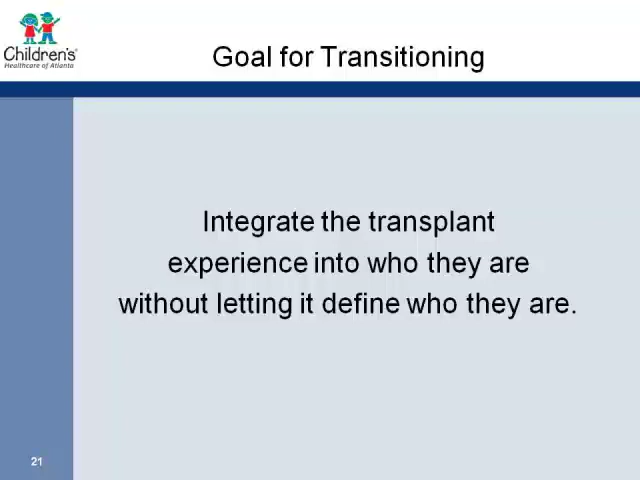 Children's
Healthcare of Atlanta
Goal for Transitioning
Integrate the transplant
experience into who they are
without letting it define who they are.
21